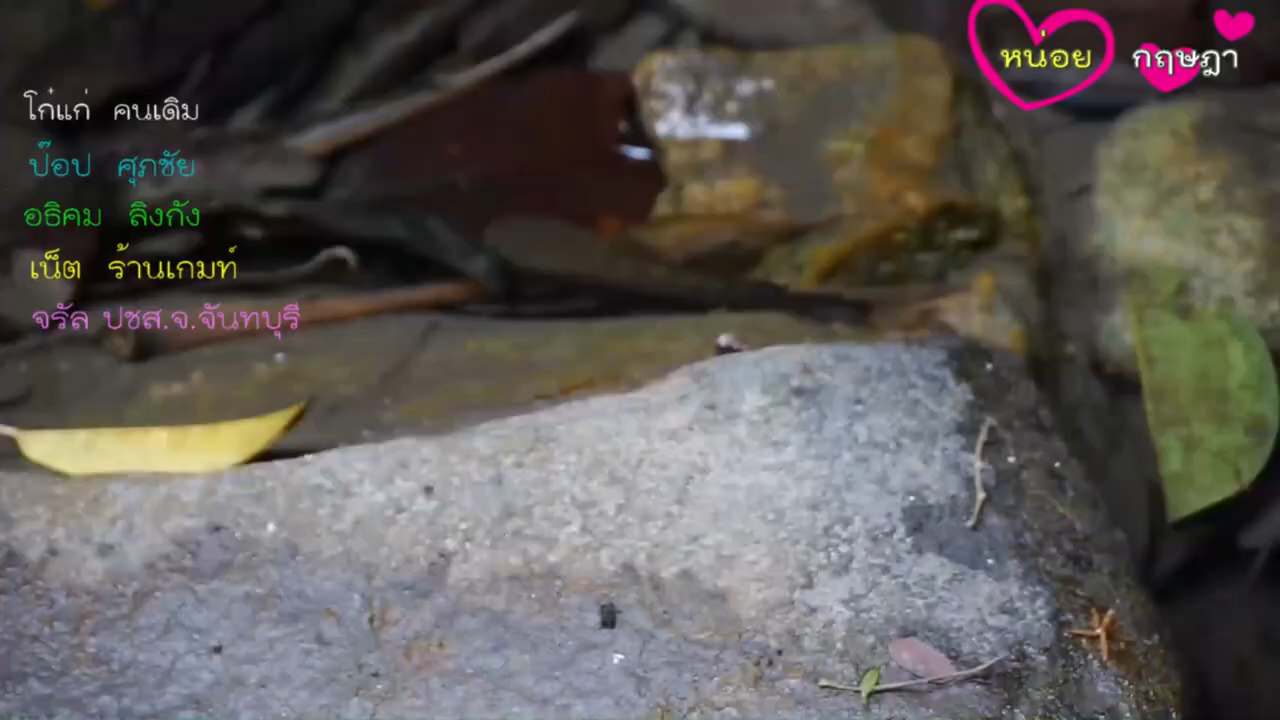 หน่อย กฤษฎา
โก๋แก่ คนเดิม
ป๊อป ศุภชัย
อธิคม ลิงกัง
เน็ต ร้านเกมท์
จรัล ปชส.จ.จันทบุรี